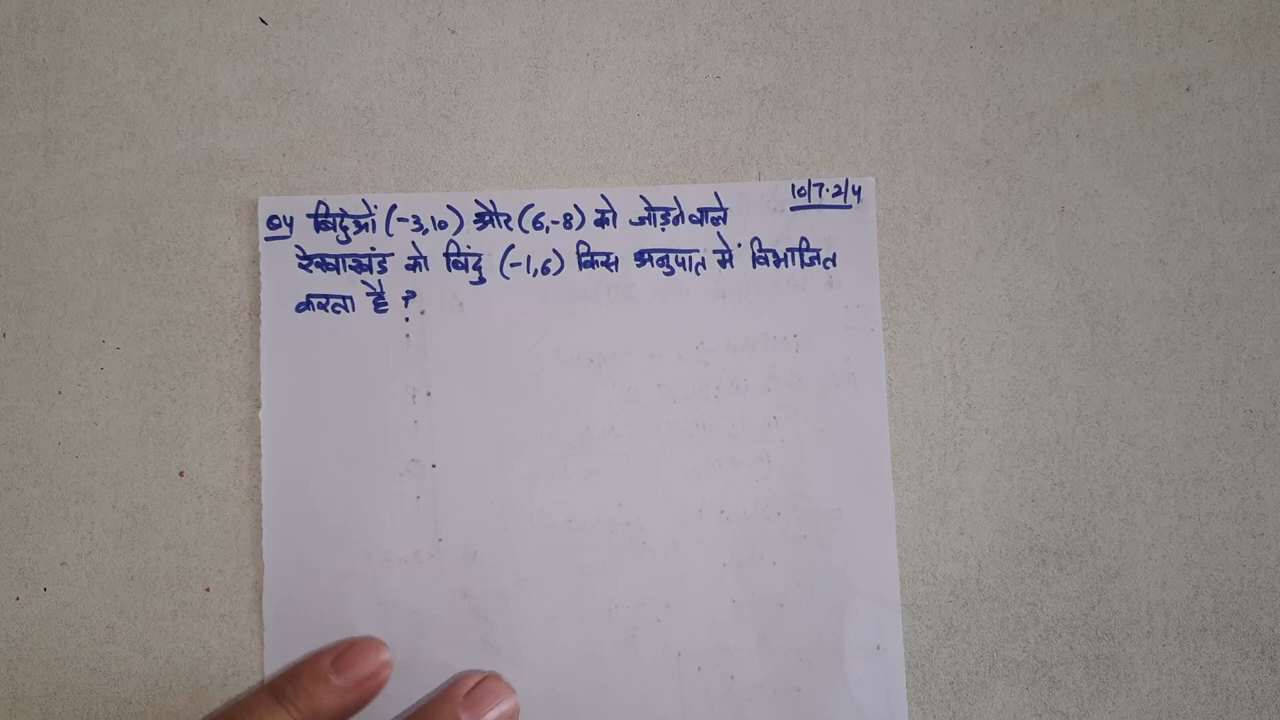 10/7.2/4
Q4 बिंदुओं (-3,10) और (6,-8) को जोड़ने वाले
रेखाखंड को बिंदु (-1,6) किस अनुपात में विभाजित
करता है ?